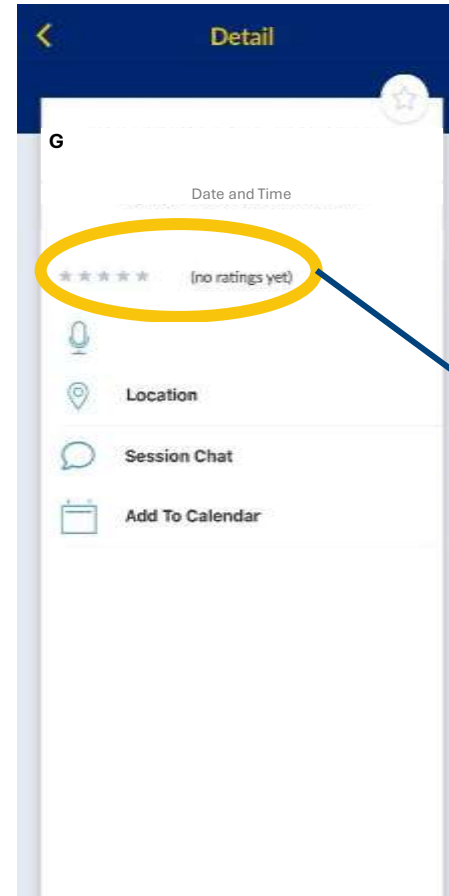 Detail
G
Date and Time
(no ratings yet)
Location
Session Chat
Add To Calendar